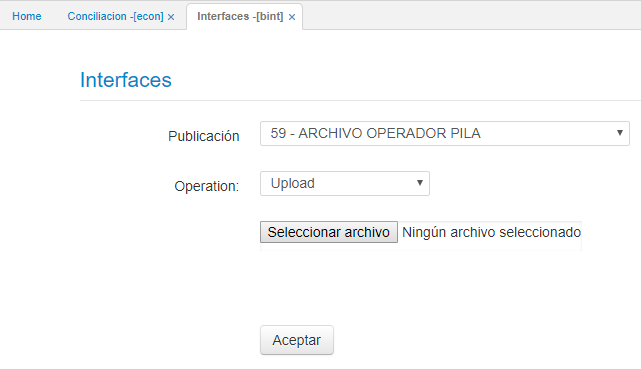 Home Conciliacion -[econ] × Interfaces -[bint] ×
Interfaces
Publicación 59 - ARCHIVO OPERADOR PILA
Operation: Upload
Seleccionar archivo Ningún archivo seleccionado
Aceptar